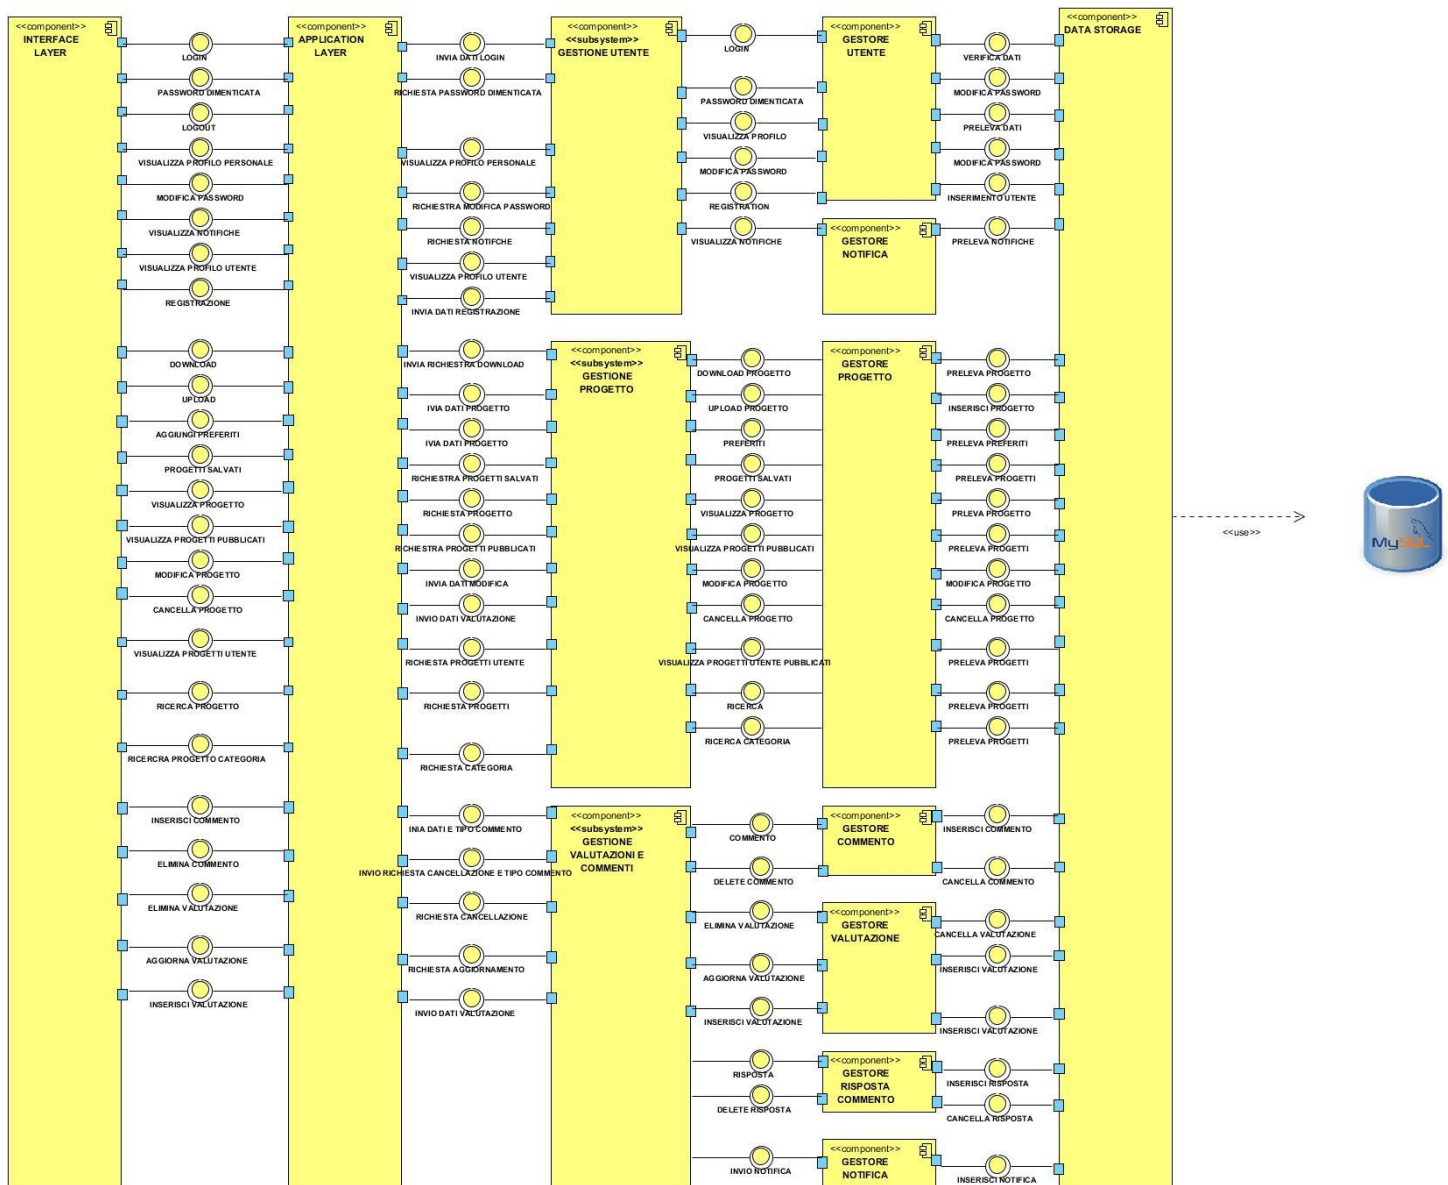 <<component>>
INTERFACE
LAYER
LOGIN
PASSWORD DIMENTICATA
LOGOUT
VISUALIZZA PROFILO PERSONALE
MODIFICA PASSWORD
VISUALIZZA NOTIFICHE
VISUALIZZA PROFILO UTENTE
REGISTRAZIONE
DOWNLOAD
UPLOAD
AGGIUNGI PREFERITI
PROGETTI SALVATI
VISUALIZZA PROGETTO
VISUALIZZA PROGETTI PUBBLICATI
MODIFICA PROGETTO
CANCELLA PROGETTO
VISUALIZZA PROGETTI UTENTE
RICERCA PROGETTO
RICERCRA PROGETTO CATEGORIA
INSERISCI COMMENTO
ELIMINA COMMENTO
ELIMINA VALUTAZIONE
AGGIORNA VALUTAZIONE
INSERISCI VALUTAZIONE
<<component>>
APPLICATION
LAYER
INVIA DATI LOGIN
RICHIESTA PASSWORD DIMENTICATA
VISUALIZZA PROFILO PERSONALE
RICHIESTRA MODIFICA PASSWORD
RICHIESTA NOTIFCHE
VISUALIZZA PROFILO UTENTE
INVIA DATI REGISTRAZIONE
INVIA RICHIESTRA DOWNLOAD
IVIA DATI PROGETTO
IVIA DATI PROGETTO
RICHIESTRA PROGETTI SALVATI
RICHIESTA PROGETTO
RICHIESTRA PROGETTI PUBBLICATI
INVIA DATI MODIFICA
INVIO DATI VALUTAZIONE
RICHIESTA PROGETTI UTENTE
RICHIESTA PROGETTI
RICHIESTA CATEGORIA
INIA DATI E TIPO COMMENTO
INVIO RICHIESTA CANCELLAZIONE E TIPO COMMENTO
RICHIESTA CANCELLAZIONE
RICHIESTA AGGIORNAMENTO
INVIO DATI VALUTAZIONE
<<component>>
<<subsystem>>
GESTIONE UTENTE
LOGIN
PASSWORD DIMENTICATA
VISUALIZZA PROFILO
MODIFICA PASSWORD
REGISTRATION
VISUALIZZA NOTIFICHE
<<component>>
<<subsystem>>
GESTIONE
PROGETTO
DOWNLOAD PROGETTO
UPLOAD PROGETTO
PREFERITI
PROGETTI SALVATI
VISUALIZZA PROGETTO
VISUALIZZA PROGETTI PUBBLICATI
MODIFICA PROGETTO
CANCELLA PROGETTO
VISUALIZZA PROGETTI UTENTE PUBBLICATI
RICERCA
RICERCA CATEGORIA
<<component>>
<<subsystem>>
GESTIONE
VALUTAZIONI E
COMMENTI
COMMENTO
DELETE COMMENTO
ELIMINA VALUTAZIONE
AGGIORNA VALUTAZIONE
INSERISCI VALUTAZIONE
RISPOSTA
DELETE RISPOSTA
INVIO NOTIFICA
<<component>>
GESTORE
UTENTE
VERIFICA DATI
MODIFICA PASSWORD
PRELEVA DATI
MODIFICA PASSWORD
INSERIMENTO UTENTE
<<component>>
GESTORE
NOTIFICA
PRELEVA NOTIFICHE
<<component>>
GESTORE
PROGETTO
PRELEVA PROGETTO
INSERISCI PROGETTO
PRELEVA PREFERITI
PRELEVA PROGETTI
PRLEVA PROGETTO
PRELEVA PROGETTI
MODIFICA PROGETTO
CANCELLA PROGETTO
PRELEVA PROGETTI
PRELEVA PROGETTI
PRELEVA PROGETTI
<<component>>
GESTORE
COMMENTO
INSERISCI COMMENTO
CANCELLA COMMENTO
<<component>>
GESTORE
VALUTAZIONE
CANCELLA VALUTAZIONE
INSERISCI VALUTAZIONE
INSERISCI VALUTAZIONE
<<component>>
GESTORE
RISPOSTA
COMMENTO
INSERISCI RISPOSTA
CANCELLA RISPOSTA
<<component>>
GESTORE
NOTIFICA
INSERISCI NOTIFICA
<<component>>
DATA STORAGE
<<use>>
MySQL